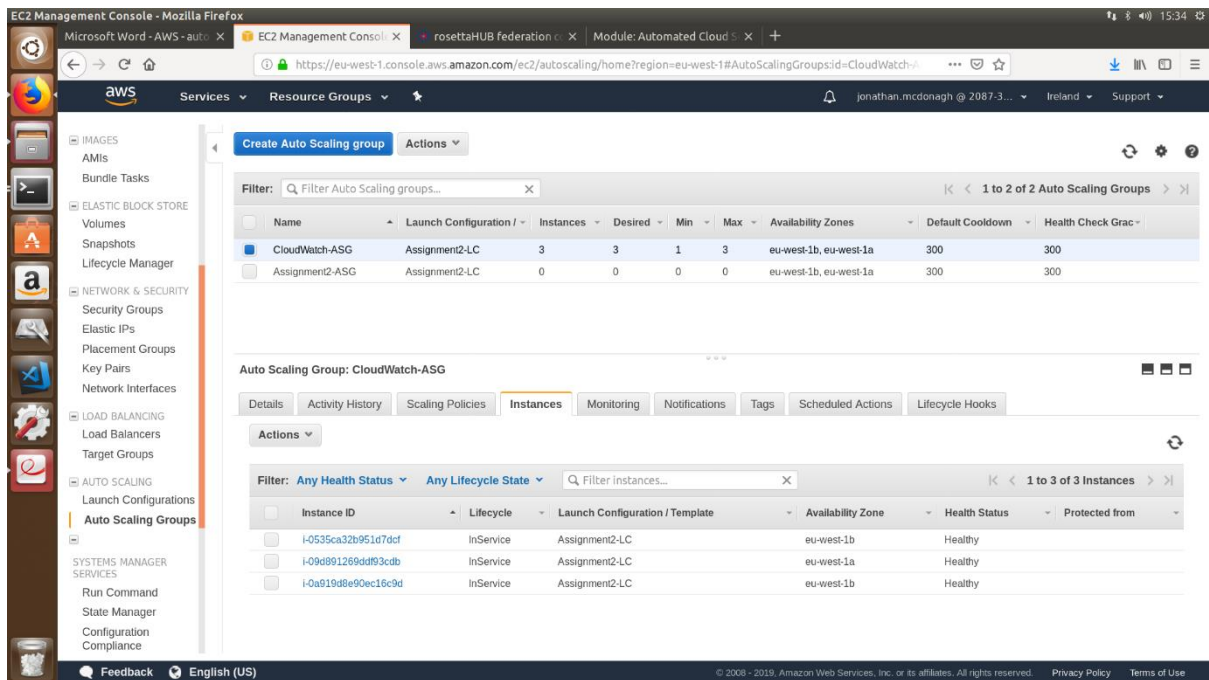 EC2 Management Console - Mozilla Firefox
15:34
Microsoft Word - AWS - auto
EC2 Management Consol
rosettaHUB federation c
Module: Automated Cloud S
https://eu-west-1.console.aws.amazon.com/ec2/autoscaling/home?region=eu-west-1#AutoScalingGroups:id=CloudWatch-A
aws
Services
Resource Groups
jonathan.mcdonagh @ 2087-3...
Ireland
Support
IMAGES
AMIs
Bundle Tasks
ELASTIC BLOCK STORE
Volumes
Snapshots
Lifecycle Manager
NETWORK & SECURITY
Security Groups
Elastic IPs
Placement Groups
Key Pairs
Network Interfaces
LOAD BALANCING
Load Balancers
Target Groups
AUTO SCALING
Launch Configurations
Auto Scaling Groups
SYSTEMS MANAGER
SERVICES
Run Command
State Manager
Configuration
Compliance
Create Auto Scaling group Actions
Filter: Filter Auto Scaling groups... 1 to 2 of 2 Auto Scaling Groups
Name Launch Configuration / Instances Desired Min Max Availability Zones Default Cooldown Health Check Grac
CloudWatch-ASG Assignment2-LC 3 3 1 3 eu-west-1b, eu-west-1a 300 300
Assignment2-ASG Assignment2-LC 0 0 0 0 eu-west-1b, eu-west-1a 300 300
Auto Scaling Group: CloudWatch-ASG
Details Activity History Scaling Policies Instances Monitoring Notifications Tags Scheduled Actions Lifecycle Hooks
Actions
Filter: Any Health Status Any Lifecycle State Filter instances... 1 to 3 of 3 Instances
Instance ID Lifecycle Launch Configuration / Template Availability Zone Health Status Protected from
i-0535ca32b951d7dcf InService Assignment2-LC eu-west-1b Healthy
i-09d891269ddf93cdb InService Assignment2-LC eu-west-1a Healthy
i-0a919d8e90ec16c9d InService Assignment2-LC eu-west-1b Healthy
Feedback English (US) © 2008 - 2019, Amazon Web Services, Inc. or its affiliates. All rights reserved. Privacy Policy Terms of Use